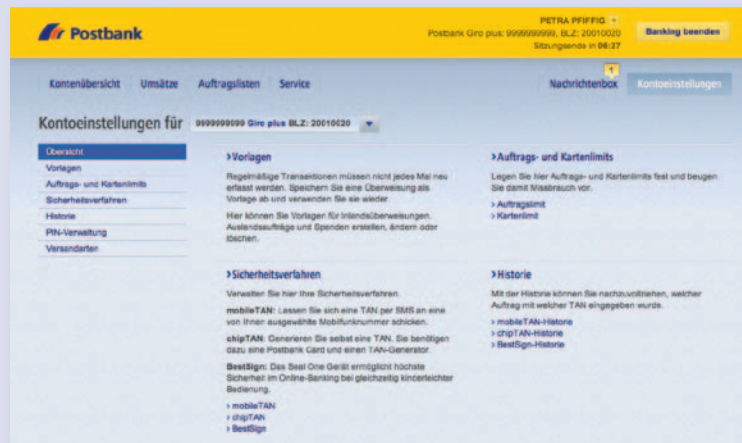 Postbank
PETRA PFIFFIG +
Postbank Giro plus: 9999999999, BLZ: 20010020
Sitzungsende in 06:27
Banking beenden
Kontenübersicht Umsätze Auftragslisten Service
1
Nachrichtenbox Kontoeinstellungen
Kontoeinstellungen für 9999999999 Giro plus BLZ: 20010020
Übersicht
Vorlagen
Auftrags- und Kartenlimits
Sicherheitsverfahren
Historie
PIN-Verwaltung
Versandarten
>Vorlagen
Regelmäßige Transaktionen müssen nicht jedes Mal neu
erfasst werden. Speichern Sie eine Überweisung als
Vorlage ab und verwenden Sie sie wieder.
Hier können Sie Vorlagen für Inlandsüberweisungen,
Auslandsaufträge und Spenden erstellen, ändern oder
löschen.
>Auftrags- und Kartenlimits
Legen Sie hier Auftrags- und Kartenlimits fest und beugen
Sie damit Missbrauch vor.
> Auftragslimit
> Kartenlimit
>Sicherheitsverfahren
Verwalten Sie hier Ihre Sicherheitsverfahren.
mobileTAN: Lassen Sie sich eine TAN per SMS an eine
von Ihnen ausgewählte Mobilfunknummer schicken.
chipTAN: Generieren Sie selbst eine TAN. Sie benötigen
dazu eine Postbank Card und einen TAN-Generator.
BestSign: Das Seal One Gerät ermöglicht höchste
Sicherheit im Online-Banking bei gleichzeitig kinderleichter
Bedienung.
> mobileTAN
> chipTAN
> BestSign
>Historie
Mit der Historie können Sie nachzuvollziehen, welcher
Auftrag mit welcher TAN eingegeben wurde.
> mobileTAN-Historie
> chipTAN-Historie
> BestSign-Historie